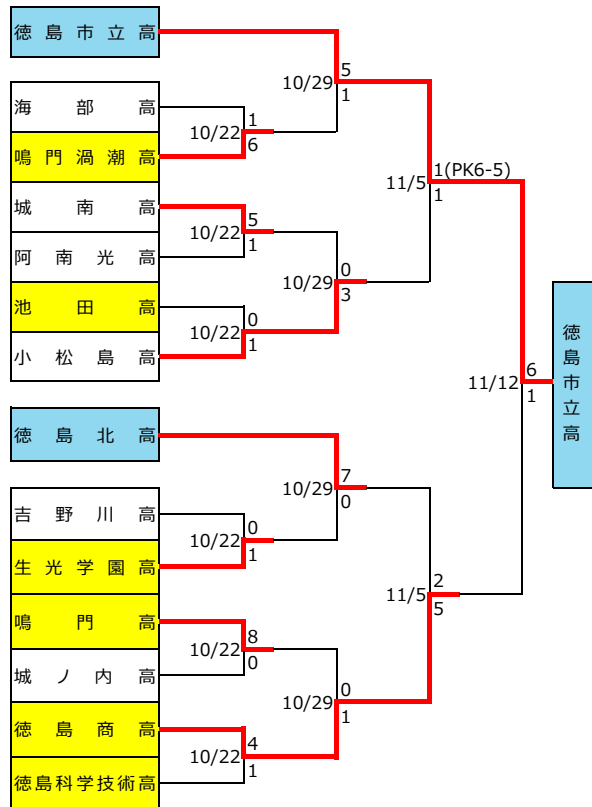 徳島市立高
海部高
鳴門渦潮高
城南高
阿南光高
池田高
小松島高
徳島北高
吉野川高
生光学園高
鳴門高
城ノ内高
徳島商高
徳島科学技術高
10/22
1
6
10/22
5
1
10/22
0
1
10/22
0
1
10/22
8
0
10/22
4
1
10/29
5
1
10/29
0
3
10/29
7
0
10/29
0
1
11/5
1(PK6-5)
1
11/5
2
5
11/12
6
1
徳島市立高